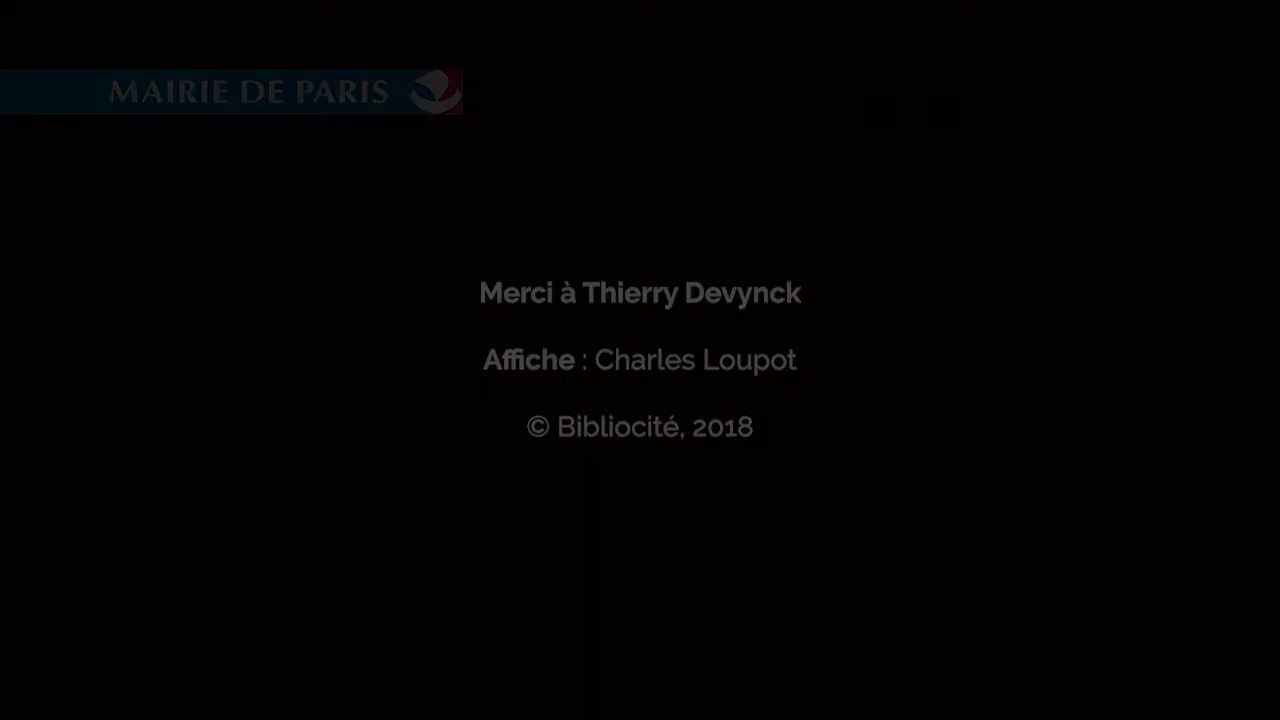 MAIRIE DE PARIS
Merci à Thierry Devynck
Affiche : Charles Loupot
© Bibliocité, 2018